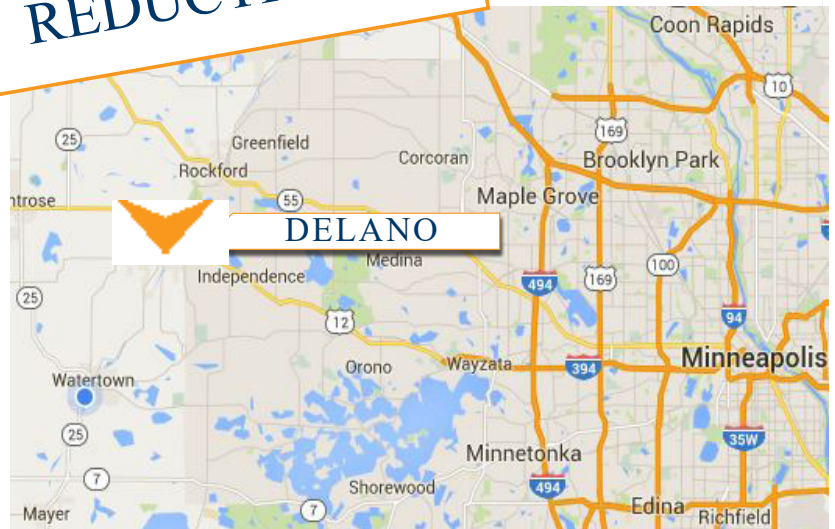 REDUCTI
Coon Rapids
10
25
169
Greenfield
Corcoran
Brooklyn Park
Rockford
ntrose
55
Maple Grove
DELANO
Medina
Independence
494
169
100
25
12
94
Orono
Wayzata
394
Minneapolis
Watertown
25
35W
Minnetonka
7
494
Shorewood
Edina
7
Mayer
Richfield